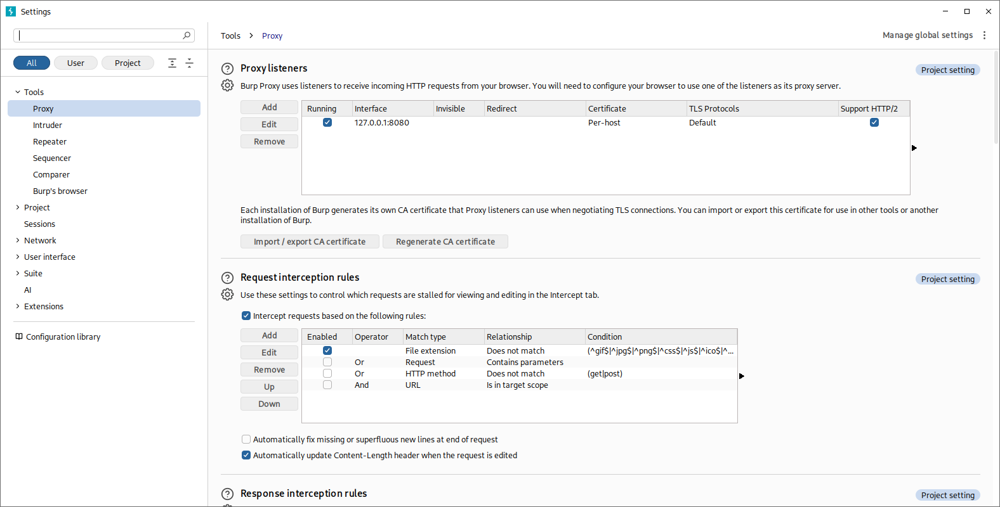 Settings
Tools > Proxy
Manage global settings
All
User
Project
Tools
Proxy
Intruder
Repeater
Sequencer
Comparer
Burp's browser
Project
Sessions
Network
User interface
Suite
AI
Extensions
Configuration library
Proxy listeners
Project setting
Burp Proxy uses listeners to receive incoming HTTP requests from your browser. You will need to configure your browser to use one of the listeners as its proxy server.
Add
Edit
Remove
Running Interface Invisible Redirect Certificate TLS Protocols Support HTTP/2
127.0.0.1:8080 Per-host Default
Each installation of Burp generates its own CA certificate that Proxy listeners can use when negotiating TLS connections. You can import or export this certificate for use in other tools or another
installation of Burp.
Import / export CA certificate
Regenerate CA certificate
Request interception rules
Project setting
Use these settings to control which requests are stalled for viewing and editing in the Intercept tab.
Intercept requests based on the following rules:
Add
Edit
Remove
Up
Down
Enabled Operator Match type Relationship Condition
File extension Does not match (^gif$|^jpg$|^png$|^css$|^js$|^ico$|^...
Or Request Contains parameters
Or HTTP method Does not match (get|post)
And URL Is in target scope
Automatically fix missing or superfluous new lines at end of request
Automatically update Content-Length header when the request is edited
Response interception rules
Project setting